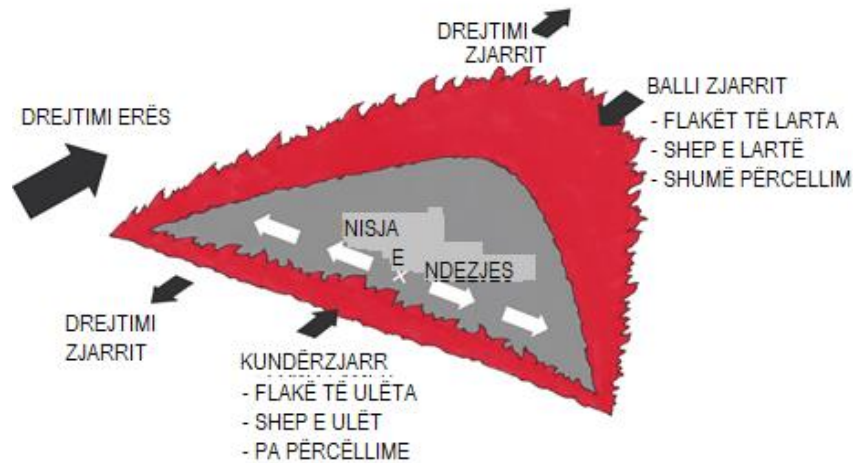 DREJTIMI
ZJARRIT
BALLI ZJARRIT
- FLAKËT TË LARTA
- SHEP E LARTË
- SHUMË PËRCELLIM
DREJTIMI ERËS
NISJA
E
NDEZJES
DREJTIMI
ZJARRIT
KUNDËRZJARR
- FLAKË TË ULËTA
- SHEP E ULËT
- PA PËRCËLLIME